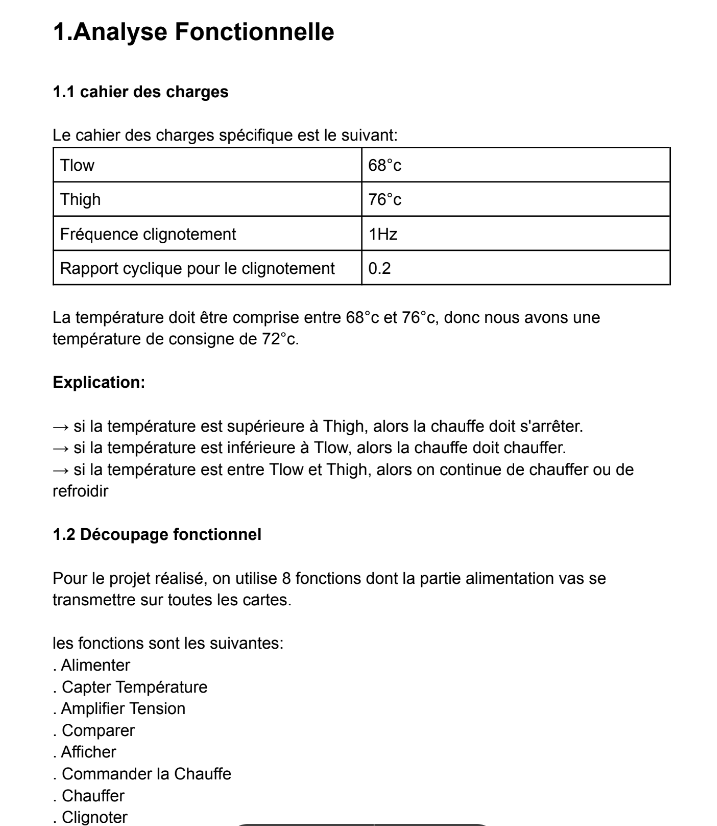 1.Analyse Fonctionnelle
1.1 cahier des charges
Le cahier des charges spécifique est le suivant:
Tlow 68°c
Thigh 76°c
Fréquence clignotement 1Hz
Rapport cyclique pour le clignotement 0.2
La température doit être comprise entre 68°c et 76°c, donc nous avons une
température de consigne de 72°c.
Explication:
→ si la température est supérieure à Thigh, alors la chauffe doit s'arrêter.
→ si la température est inférieure à Tlow, alors la chauffe doit chauffer.
→ si la température est entre Tlow et Thigh, alors on continue de chauffer ou de
refroidir
1.2 Découpage fonctionnel
Pour le projet réalisé, on utilise 8 fonctions dont la partie alimentation vas se
transmettre sur toutes les cartes.
les fonctions sont les suivantes:
. Alimenter
. Capter Température
. Amplifier Tension
. Comparer
. Afficher
. Commander la Chauffe
. Chauffer
. Clignoter